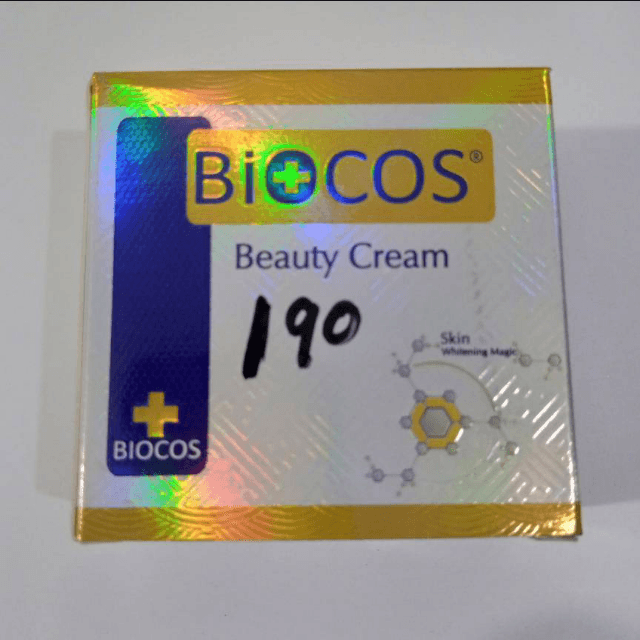 BiOCOS®
Beauty Cream
190
Skin
Whitening Magic
BIOCOS